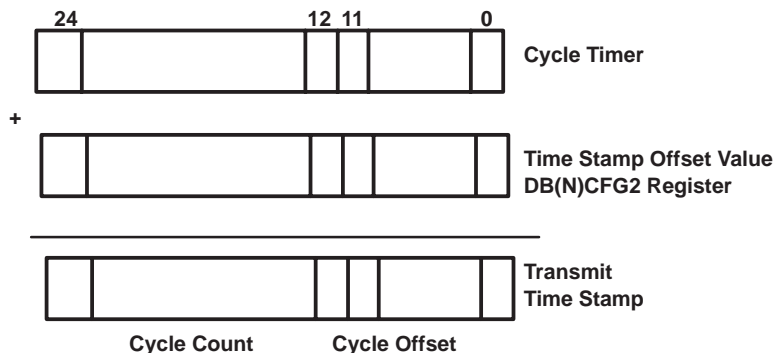 24 12 11 0
Cycle Timer
+
Time Stamp Offset Value
DB(N)CFG2 Register
Transmit
Time Stamp
Cycle Count Cycle Offset